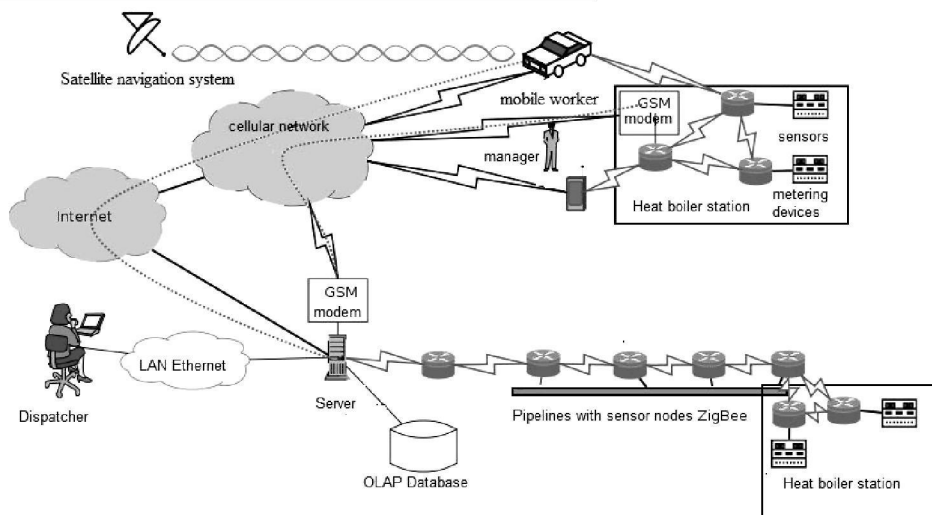 Satellite navigation system
mobile worker
cellular network
GSM
modem
sensors
manager
metering
devices
Heat boiler station
Internet
GSM
modem
LAN Ethernet
Dispatcher
Server
Pipelines with sensor nodes ZigBee
OLAP Database
Heat boiler station